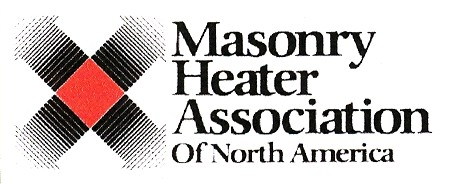 Masonry
Heater
Association
Of North America